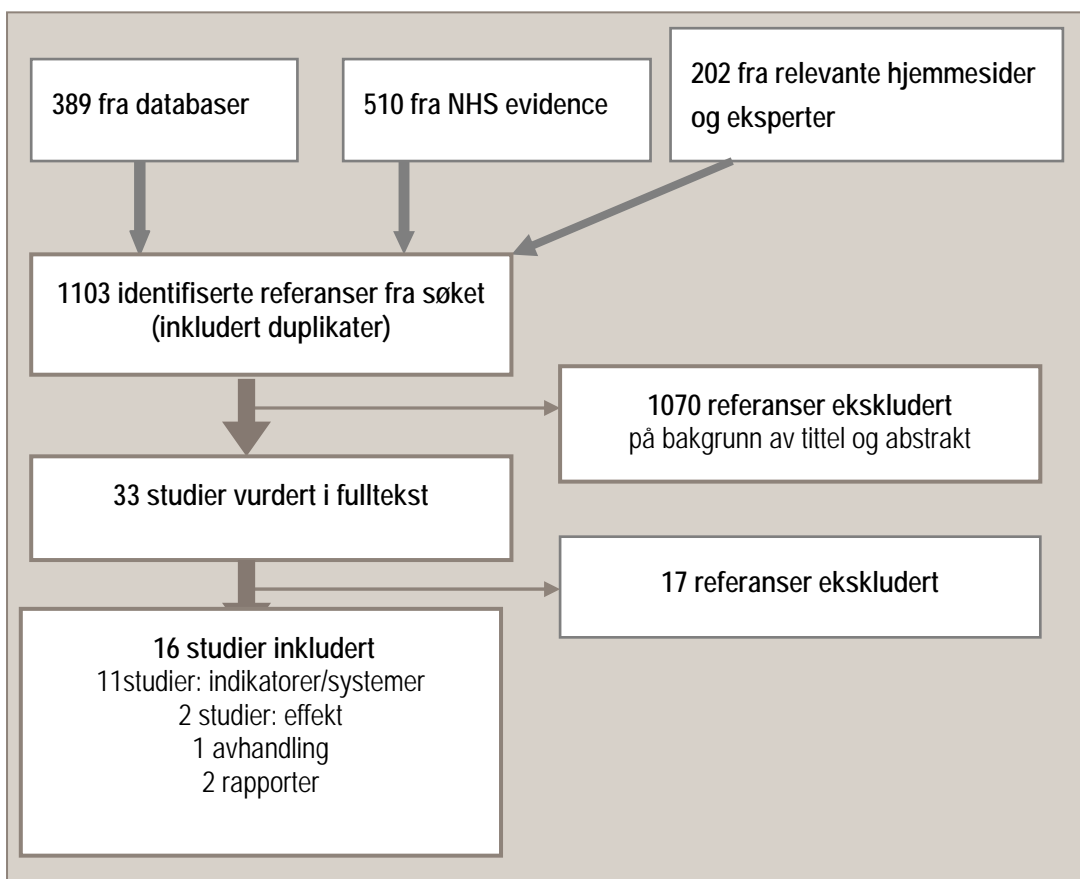 389 fra databaser
510 fra NHS evidence
202 fra relevante hjemmesider
og eksperter
1103 identifiserte referanser fra søket
(inkludert duplikater)
1070 referanser ekskludert
på bakgrunn av tittel og abstrakt
33 studier vurdert i fulltekst
17 referanser ekskludert
16 studier inkludert
11studier: indikatorer/systemer
2 studier: effekt
1 avhandling
2 rapporter